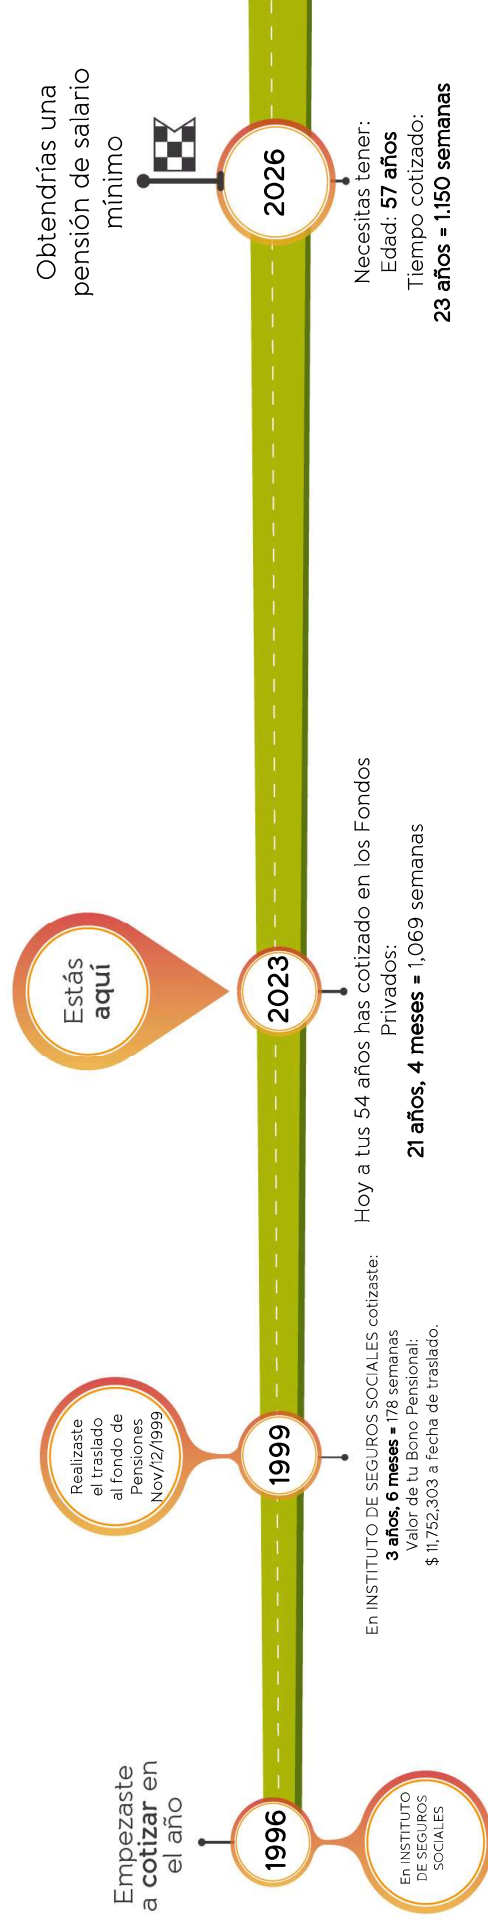 Empezaste
a cotizar en
el año
1996
En INSTITUTO
DE SEGUROS
SOCIALES
Realizaste
el traslado
al fondo de
Pensiones
Nov/12/1999
1999
En INSTITUTO DE SEGUROS SOCIALES cotizaste:
3 años, 6 meses = 178 semanas
Valor de tu Bono Pensional:
$ 11,752,303 a fecha de traslado.
Estás
aquí
2023
Hoy a tus 54 años has cotizado en los Fondos
Privados:
21 años, 4 meses = 1,069 semanas
Obtendrías una
pensión de salario
mínimo
2026
Necesitas tener:
Edad: 57 años
Tiempo cotizado:
23 años = 1.150 semanas